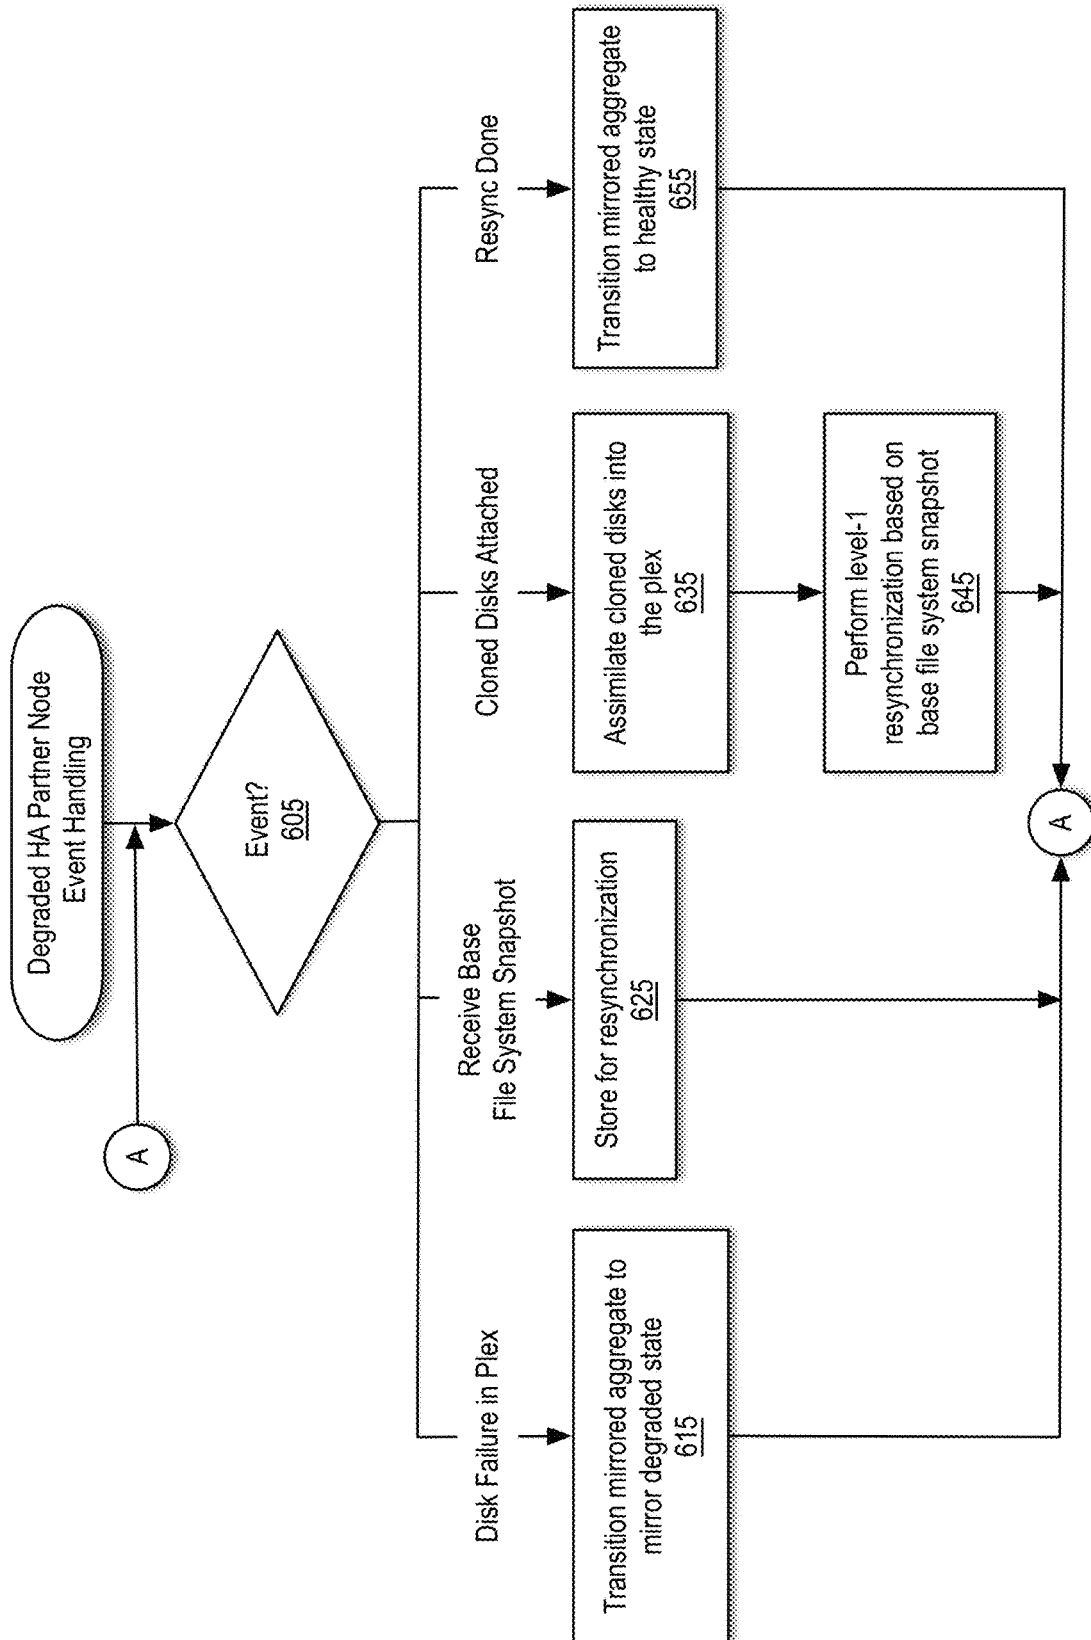 Degraded HA Partner Node
Event Handling
A
Event?
605
Disk Failure in Plex
Transition mirrored aggregate to
mirror degraded state
615
Receive Base
File System Snapshot
Store for resynchronization
625
Cloned Disks Attached
Assimilate cloned disks into
the plex
635
Perform level-1
resynchronization based on
base file system snapshot
645
Resync Done
Transition mirrored aggregate
to healthy state
655
A